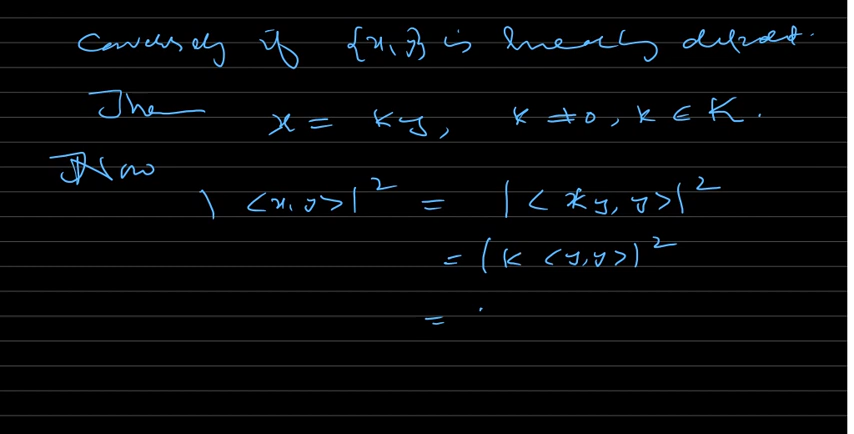 Conversely if {x, y} is linearly dependent.
Then x = ky, k ≠ 0, k ∈ K.
Now
|<x, y>|² = |<ky, y>|²
= |k <y, y>|²
=